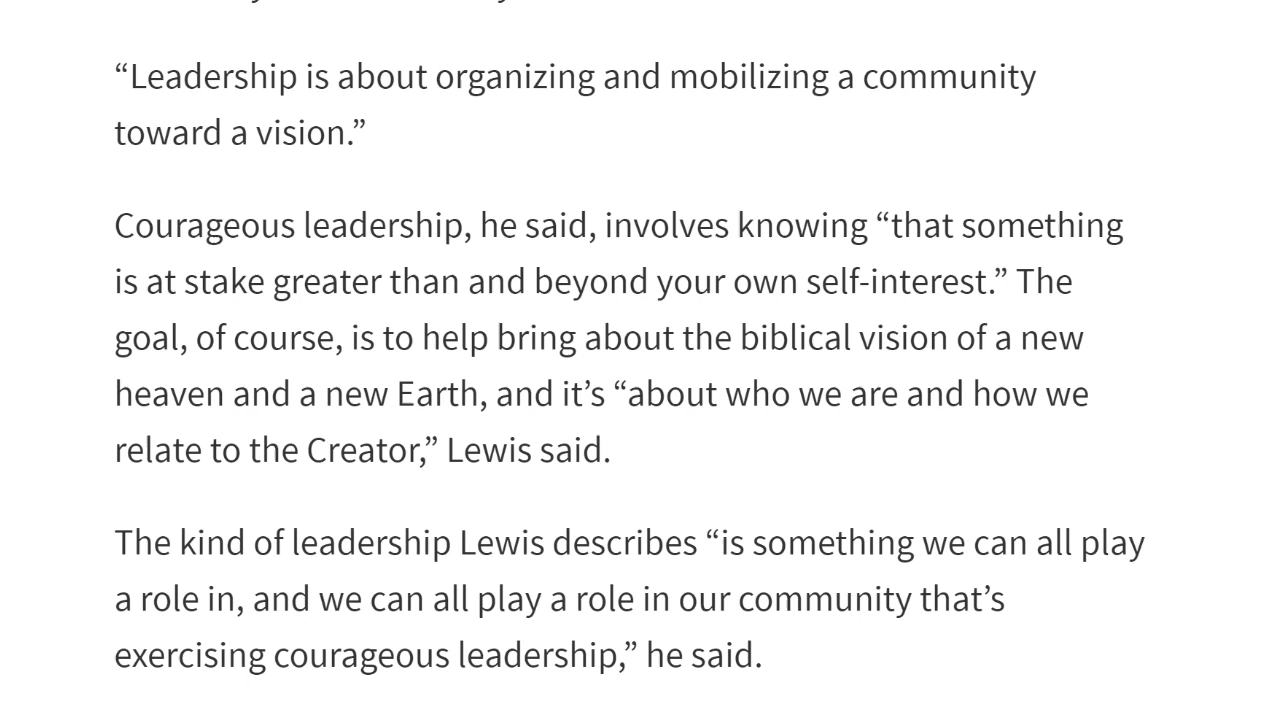 “Leadership is about organizing and mobilizing a community
toward a vision.”
Courageous leadership, he said, involves knowing “that something
is at stake greater than and beyond your own self-interest.” The
goal, of course, is to help bring about the biblical vision of a new
heaven and a new Earth, and it’s “about who we are and how we
relate to the Creator,” Lewis said.
The kind of leadership Lewis describes “is something we can all play
a role in, and we can all play a role in our community that’s
exercising courageous leadership,” he said.